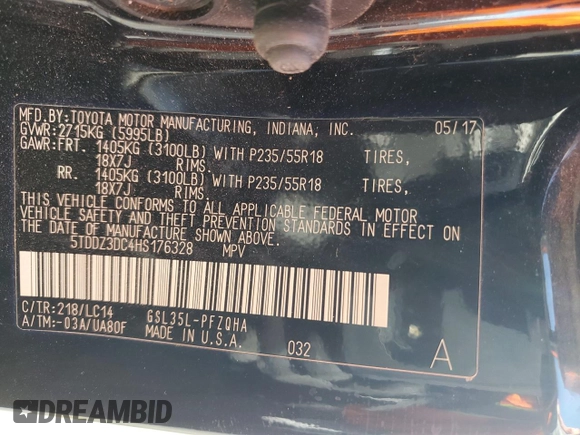 MFD.BY:TOYOTA MOTOR MANUFACTURING, INDIANA, INC. 05/17
GVWR:2715KG (5995LB)
GAWR:FRT. 1405KG (3100LB) WITH P235/55R18 TIRES,
18X7J RIMS.
RR. 1405KG (3100LB) WITH P235/55R18 TIRES,
18X7J RIMS.
THIS VEHICLE CONFORMS TO ALL APPLICABLE FEDERAL MOTOR
VEHICLE SAFETY AND THEFT PREVENTION STANDARDS IN EFFECT ON
THE DATE OF MANUFACTURE SHOWN ABOVE.
5TDDZ3DC4HS176328 MPV
C/TR:218/LC14 GSL35L-PFZQHA
A/TM:-03A/UA80F MADE IN U.S.A. 032 A
DREAMBID